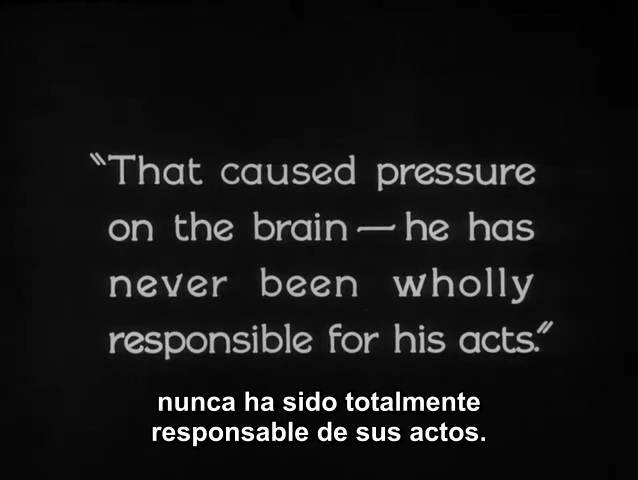 "That caused pressure
on the brain — he has
never been wholly
responsible for his acts."
nunca ha sido totalmente
responsable de sus actos.